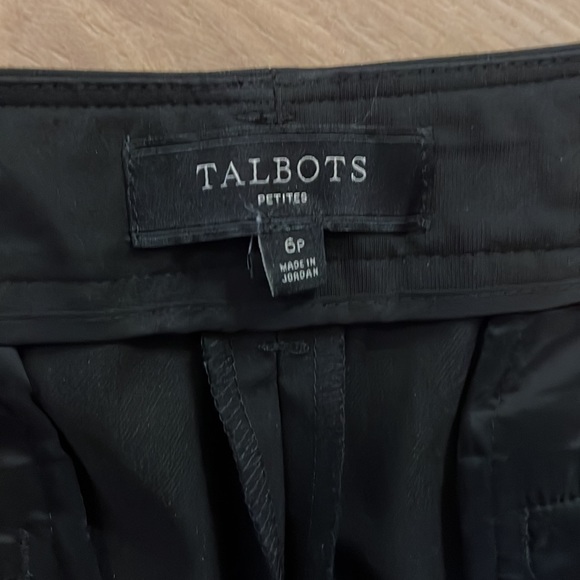 TALBOTS
PETITES
6P
MADE IN
JORDAN